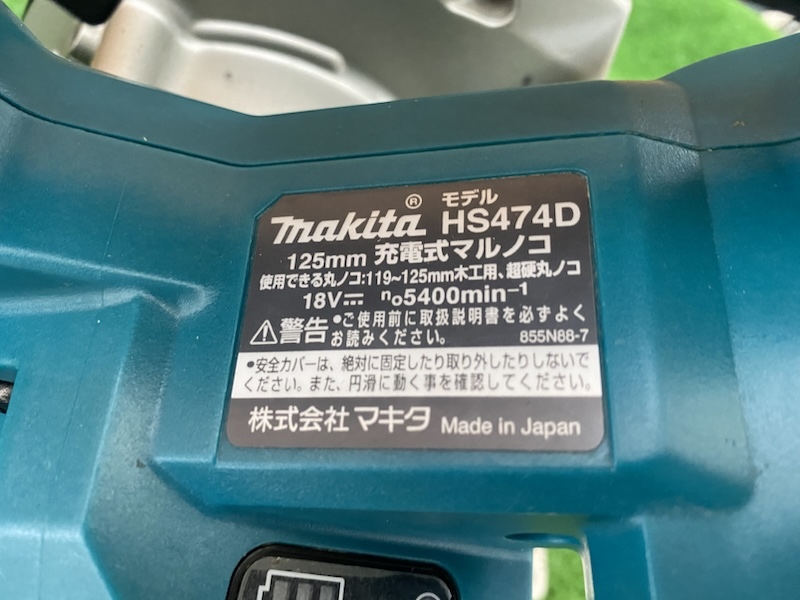 makita® モデル HS474D
125mm 充電式マルノコ
使用できる丸ノコ:119~125mm木工用、超硬丸ノコ
18V⎓ n₀5400min⁻¹
⚠警告 •ご使用前に取扱説明書を必ずよく
お読みください。 855N88-7
•安全カバーは、絶対に固定したり取り外したりしないで
ください。また、円滑に動く事を確認してください。
株式会社 マキタ Made in Japan